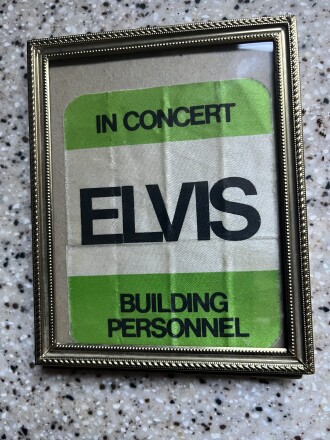 IN CONCERT
ELVIS
BUILDING
PERSONNEL